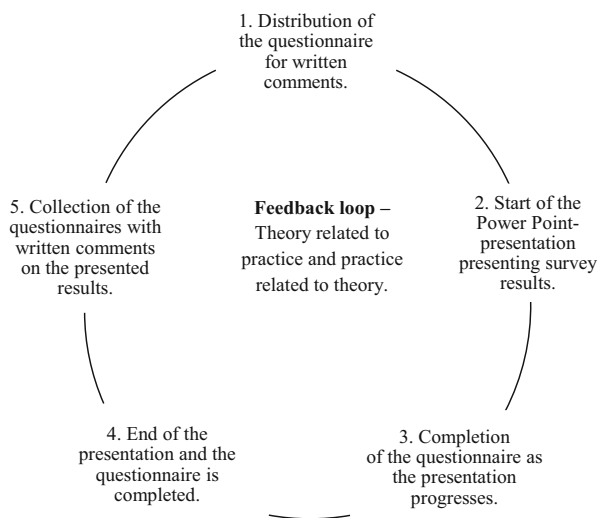 1. Distribution of
the questionnaire
for written
comments.
2. Start of the
Power Point-
presentation
presenting survey
results.
3. Completion
of the questionnaire as
the presentation
progresses.
4. End of the
presentation and the
questionnaire is
completed.
5. Collection of the
questionnaires with
written comments
on the presented
results.
Feedback loop –
Theory related to
practice and practice
related to theory.